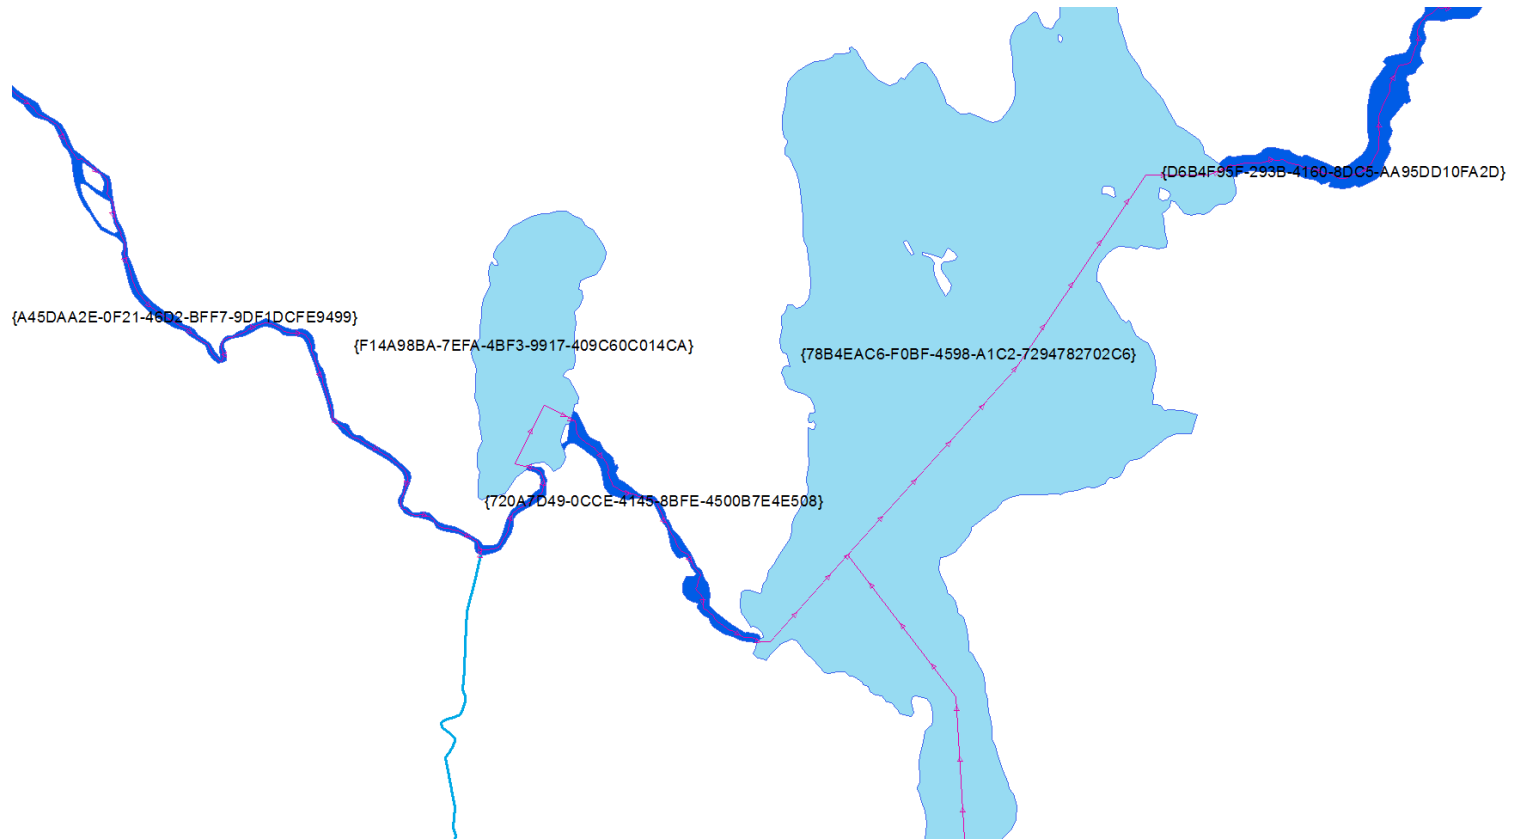 {D6B4F95F-293B-4160-8DC5-AA95DD10FA2D}
{A45DAA2E-0F21-46D2-BFF7-9DF1DCFE9499}
{F14A98BA-7EFA-4BF3-9917-409C60C014CA}
{78B4EAC6-F0BF-4598-A1C2-7294782702C6}
{720A7D49-0CCE-4145-8BFE-4500B7E4E508}